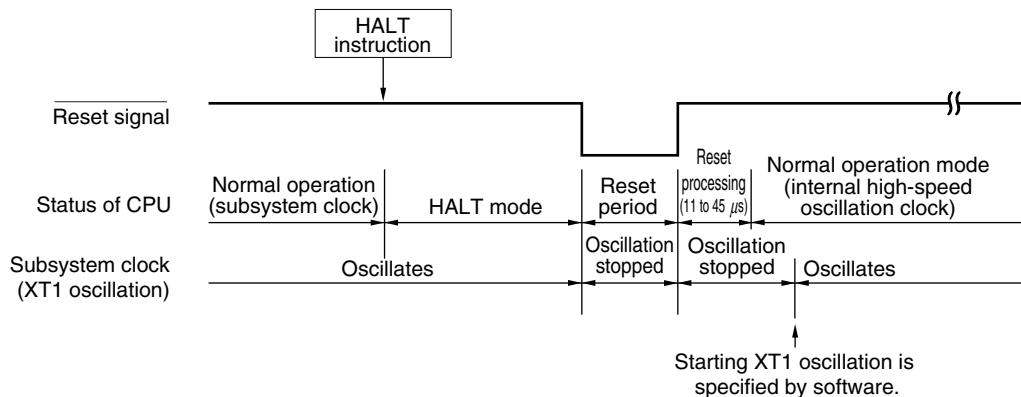 HALT
instruction
Reset signal
Status of CPU
Normal operation
(subsystem clock)
HALT mode
Reset
period
Reset
processing
(11 to 45 μs)
Normal operation mode
(internal high-speed
oscillation clock)
Subsystem clock
(XT1 oscillation)
Oscillates
Oscillation
stopped
Oscillation
stopped
Oscillates
Starting XT1 oscillation is
specified by software.